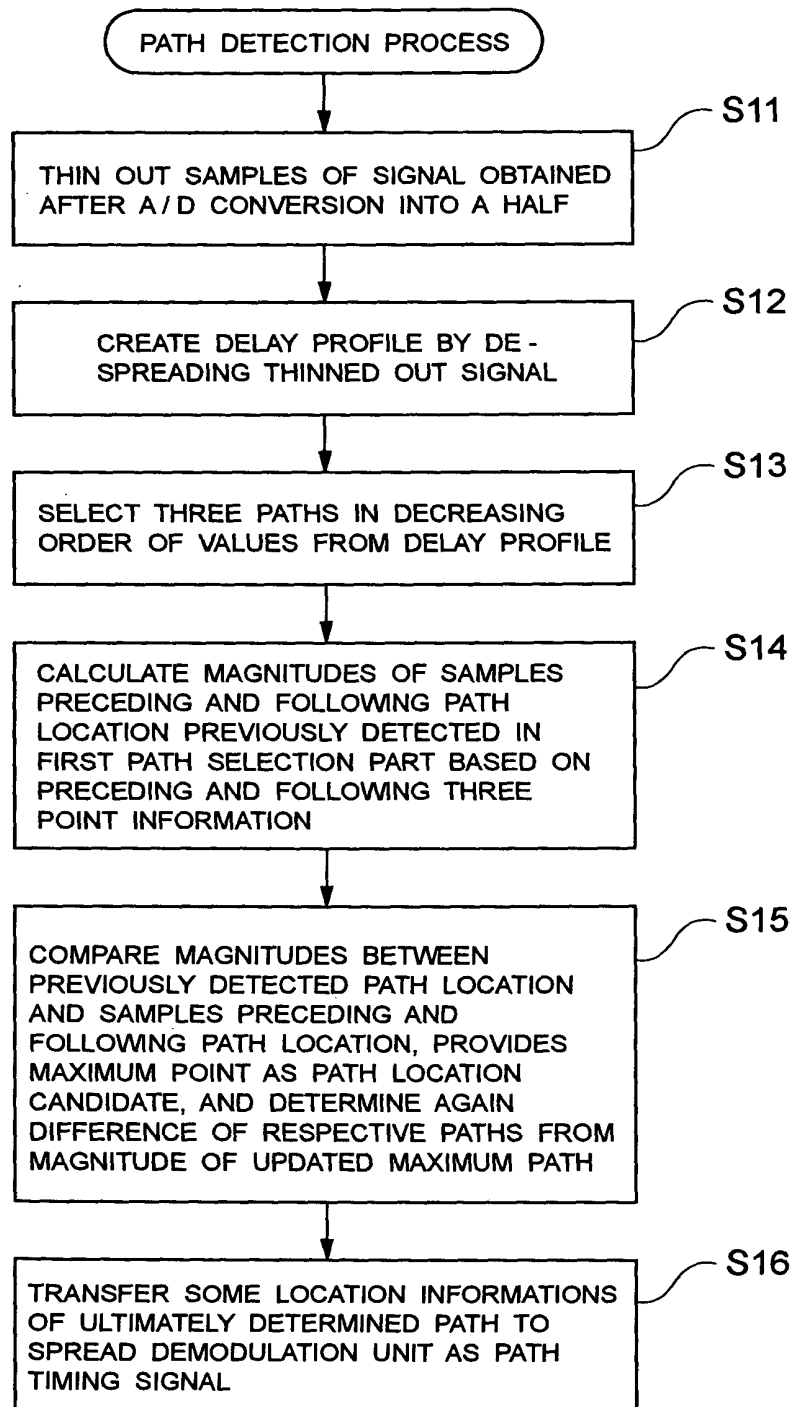 PATH DETECTION PROCESS
S11
THIN OUT SAMPLES OF SIGNAL OBTAINED
AFTER A/D CONVERSION INTO A HALF
S12
CREATE DELAY PROFILE BY DE-
SPREADING THINNED OUT SIGNAL
S13
SELECT THREE PATHS IN DECREASING
ORDER OF VALUES FROM DELAY PROFILE
S14
CALCULATE MAGNITUDES OF SAMPLES
PRECEDING AND FOLLOWING PATH
LOCATION PREVIOUSLY DETECTED IN
FIRST PATH SELECTION PART BASED ON
PRECEDING AND FOLLOWING THREE
POINT INFORMATION
S15
COMPARE MAGNITUDES BETWEEN
PREVIOUSLY DETECTED PATH LOCATION
AND SAMPLES PRECEDING AND
FOLLOWING PATH LOCATION, PROVIDES
MAXIMUM POINT AS PATH LOCATION
CANDIDATE, AND DETERMINE AGAIN
DIFFERENCE OF RESPECTIVE PATHS FROM
MAGNITUDE OF UPDATED MAXIMUM PATH
S16
TRANSFER SOME LOCATION INFORMATIONS
OF ULTIMATELY DETERMINED PATH TO
SPREAD DEMODULATION UNIT AS PATH
TIMING SIGNAL